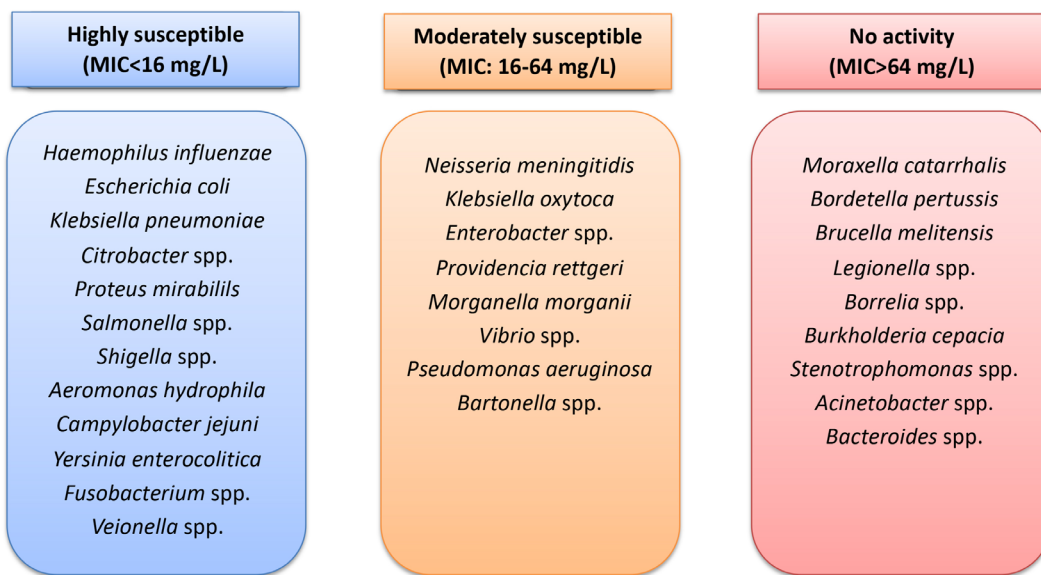 Highly susceptible
(MIC<16 mg/L)
Haemophilus influenzae
Escherichia coli
Klebsiella pneumoniae
Citrobacter spp.
Proteus mirabilils
Salmonella spp.
Shigella spp.
Aeromonas hydrophila
Campylobacter jejuni
Yersinia enterocolitica
Fusobacterium spp.
Veionella spp.
Moderately susceptible
(MIC: 16-64 mg/L)
Neisseria meningitidis
Klebsiella oxytoca
Enterobacter spp.
Providencia rettgeri
Morganella morganii
Vibrio spp.
Pseudomonas aeruginosa
Bartonella spp.
No activity
(MIC>64 mg/L)
Moraxella catarrhalis
Bordetella pertussis
Brucella melitensis
Legionella spp.
Borrelia spp.
Burkholderia cepacia
Stenotrophomonas spp.
Acinetobacter spp.
Bacteroides spp.